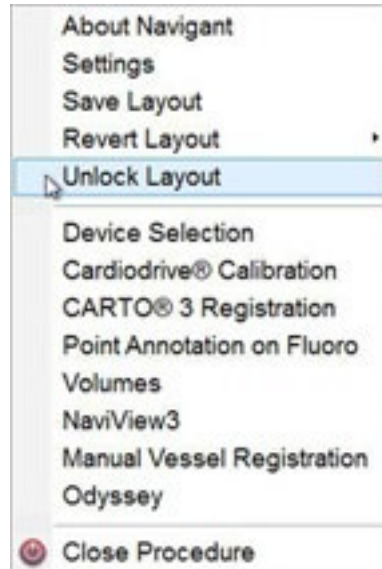 About Navigant
Settings
Save Layout
Revert Layout
Unlock Layout
Device Selection
Cardiodrive® Calibration
CARTO® 3 Registration
Point Annotation on Fluoro
Volumes
NaviView3
Manual Vessel Registration
Odyssey
Close Procedure